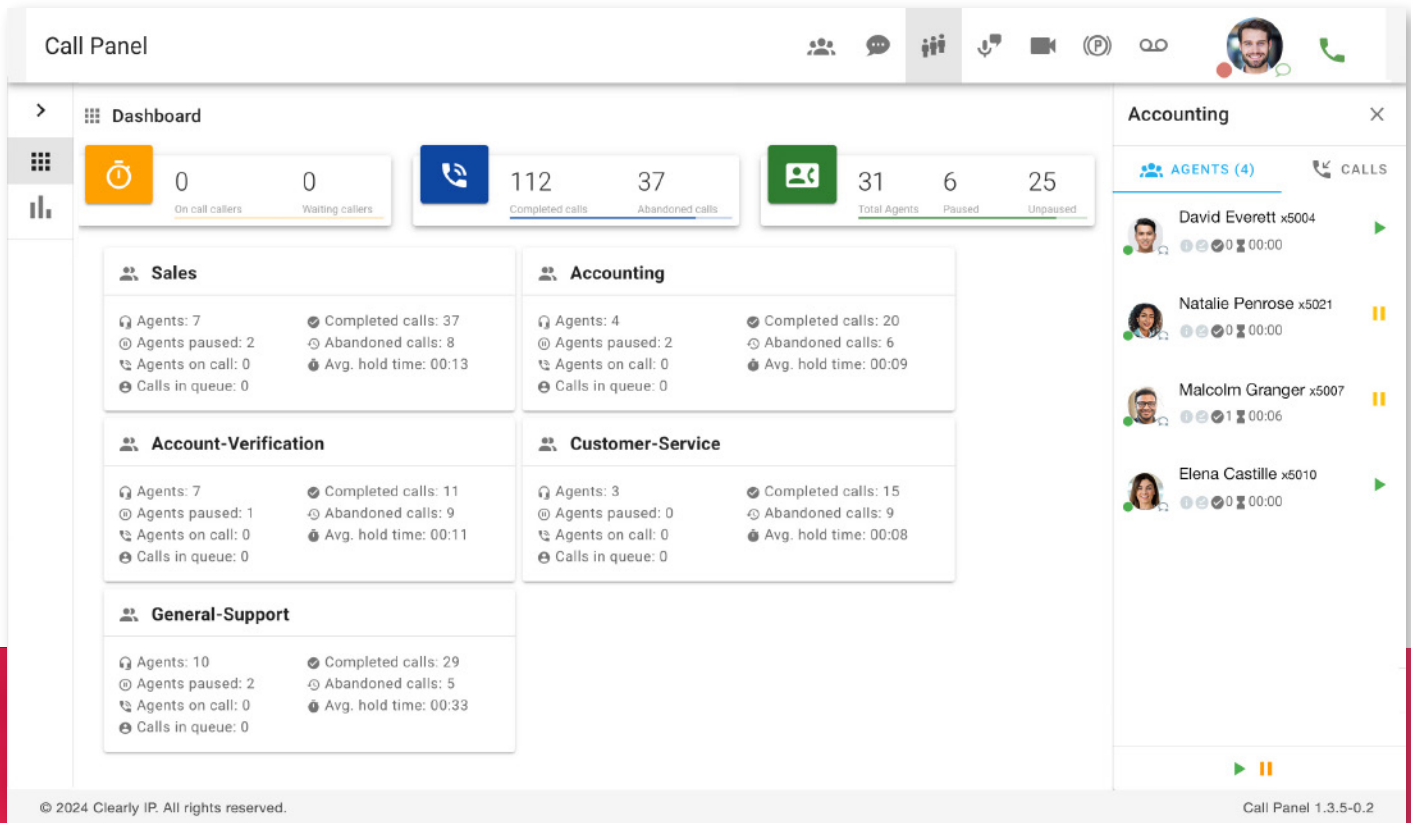 Call Panel
Dashboard
0 0
On call callers Waiting callers
112 37
Completed calls Abandoned calls
31 6 25
Total Agents Paused Unpaused
Sales
Agents: 7 Completed calls: 37
Agents paused: 2 Abandoned calls: 8
Agents on call: 0 Avg. hold time: 00:13
Calls in queue: 0
Accounting
Agents: 4 Completed calls: 20
Agents paused: 2 Abandoned calls: 6
Agents on call: 0 Avg. hold time: 00:09
Calls in queue: 0
Account-Verification
Agents: 7 Completed calls: 11
Agents paused: 1 Abandoned calls: 9
Agents on call: 0 Avg. hold time: 00:11
Calls in queue: 0
Customer-Service
Agents: 3 Completed calls: 15
Agents paused: 0 Abandoned calls: 9
Agents on call: 0 Avg. hold time: 00:08
Calls in queue: 0
General-Support
Agents: 10 Completed calls: 29
Agents paused: 2 Abandoned calls: 5
Agents on call: 0 Avg. hold time: 00:33
Calls in queue: 0
Accounting
AGENTS (4) CALLS
David Everett x5004
0 00:00
Natalie Penrose x5021
0 00:00
Malcolm Granger x5007
1 00:06
Elena Castille x5010
0 00:00
© 2024 Clearly IP. All rights reserved. Call Panel 1.3.5-0.2